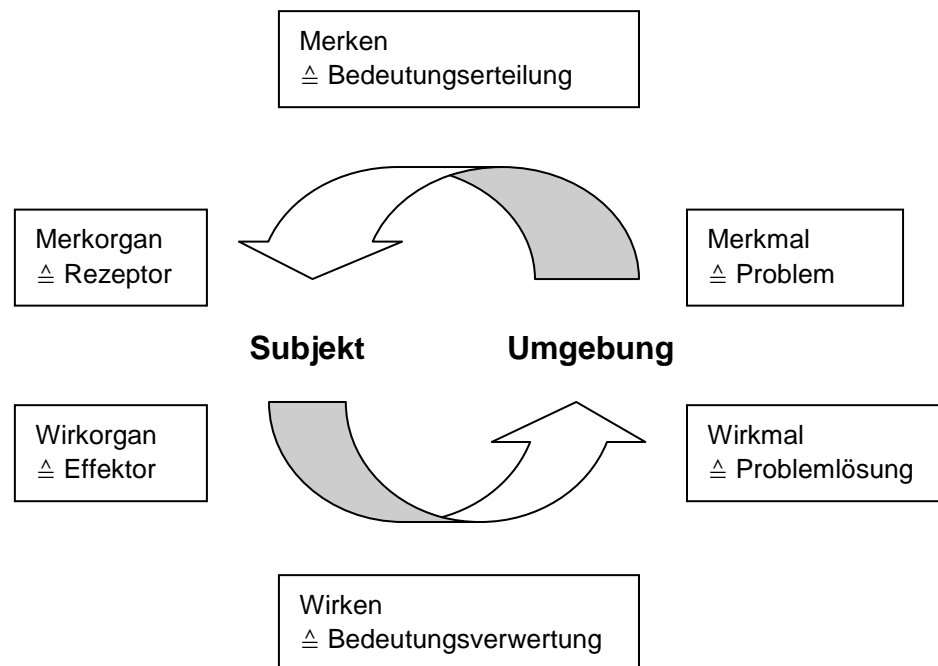 Merken
≙ Bedeutungserteilung
Merkorgan
≙ Rezeptor
Merkmal
≙ Problem
Subjekt
Umgebung
Wirkorgan
≙ Effektor
Wirkmal
≙ Problemlösung
Wirken
≙ Bedeutungsverwertung